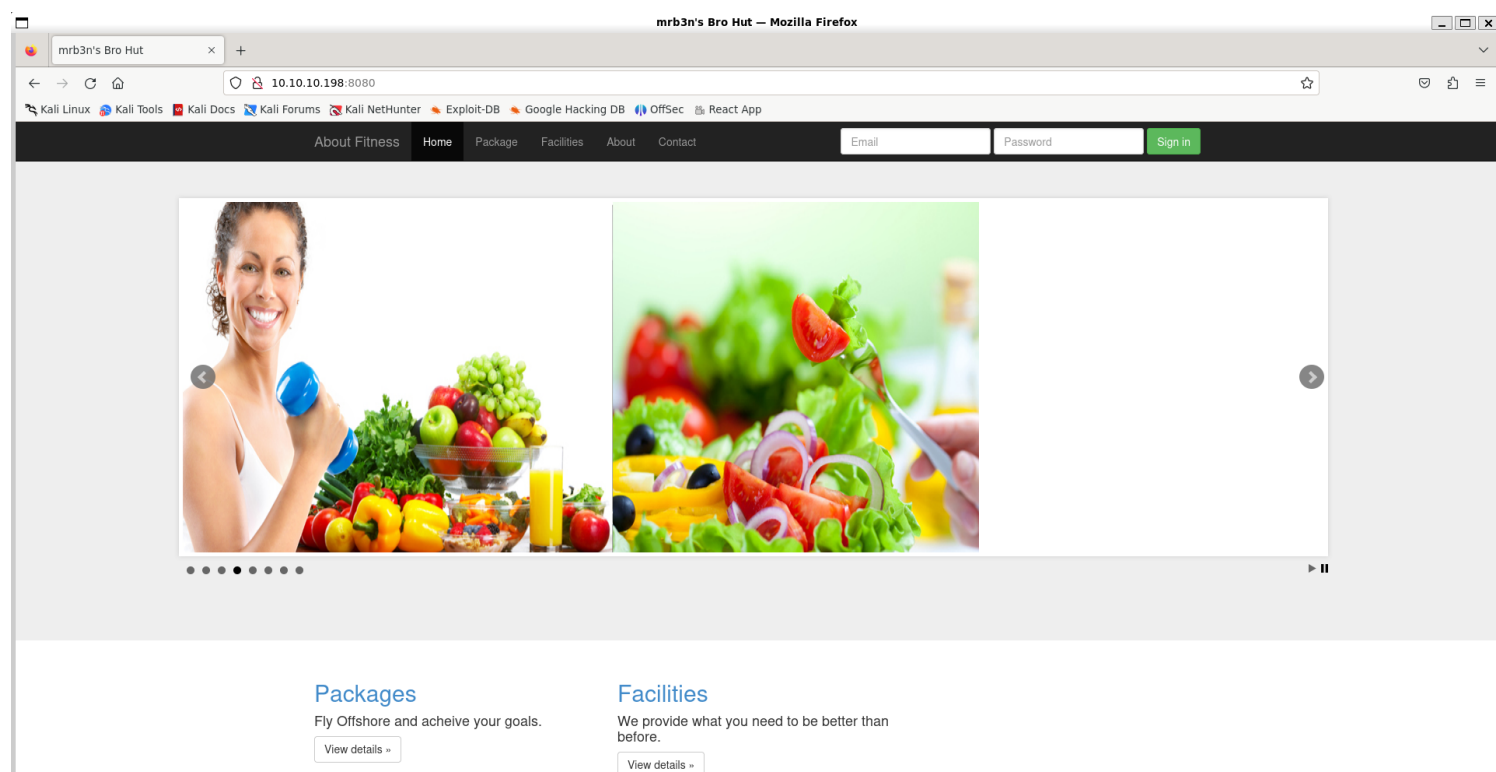 mrb3n's Bro Hut — Mozilla Firefox
mrb3n's Bro Hut
10.10.10.198:8080
Kali Linux Kali Tools Kali Docs Kali Forums Kali NetHunter Exploit-DB Google Hacking DB OffSec React App
About Fitness Home Package Facilities About Contact Email Password Sign in
Packages Facilities
Fly Offshore and acheive your goals. We provide what you need to be better than
before.
View details »
View details »